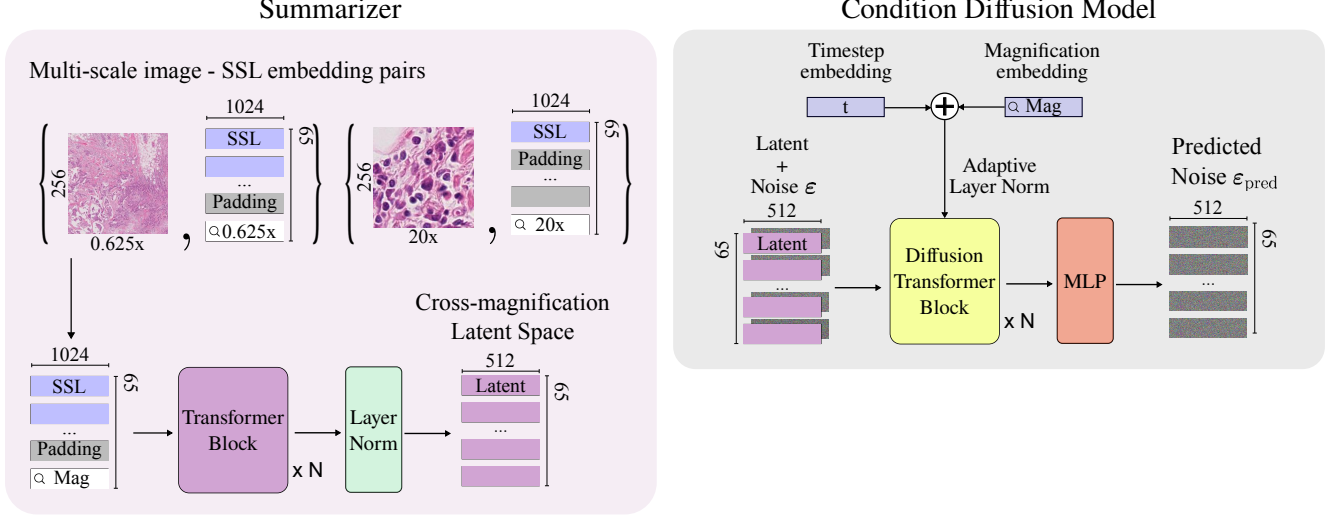 Summarizer
Multi-scale image - SSL embedding pairs
256
0.625x
,
1024
65
SSL
...
Padding
0.625x
256
20x
,
1024
65
SSL
Padding
...
20x
1024
65
SSL
...
Padding
Mag
Transformer
Block
x N
Layer
Norm
Cross-magnification
Latent Space
512
65
Latent
...
Condition Diffusion Model
Timestep
embedding
t
+
Magnification
embedding
Mag
Adaptive
Layer Norm
Latent
+
Noise ε
512
65
Latent
...
Diffusion
Transformer
Block
x N
MLP
Predicted
Noise ε_pred
512
65
...